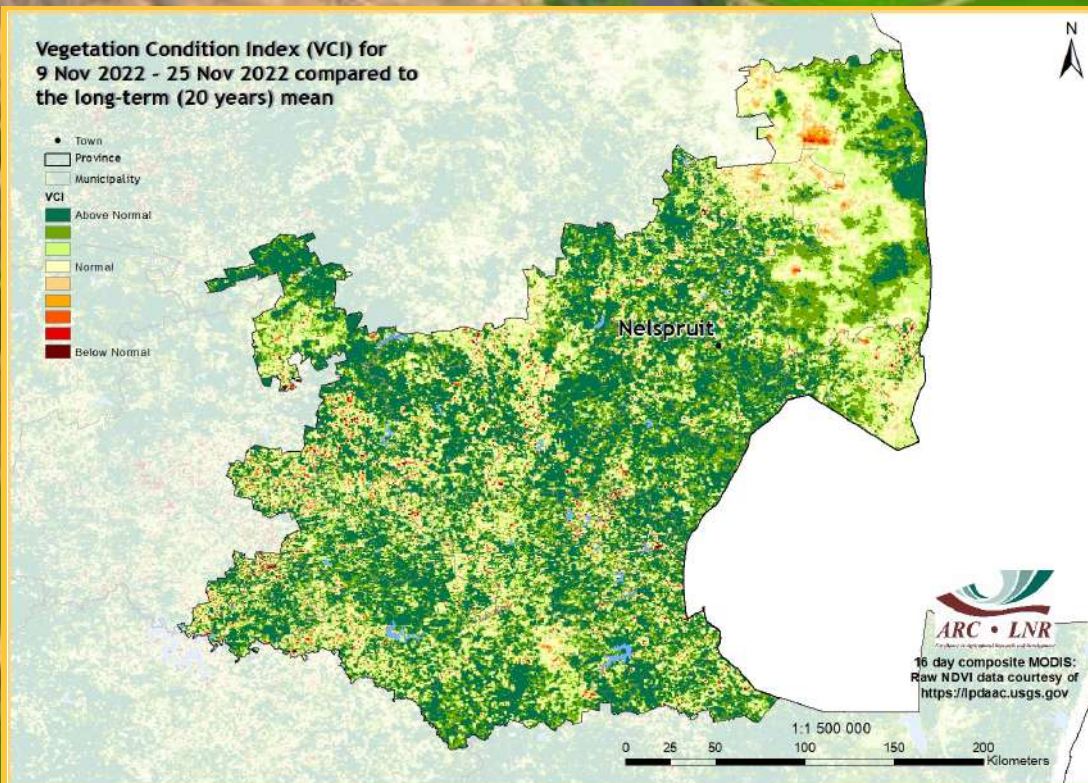 Vegetation Condition Index (VCI) for
9 Nov 2022 - 25 Nov 2022 compared to
the long-term (20 years) mean
N
Town
Province
Municipality
VCI
Above Normal
Normal
Below Normal
Nelspruit
ARC • LNR
16 day composite MODIS:
Raw NDVI data courtesy of
https://lpdaac.usgs.gov
1:1 500 000
0 25 50 100 150 200
Kilometers